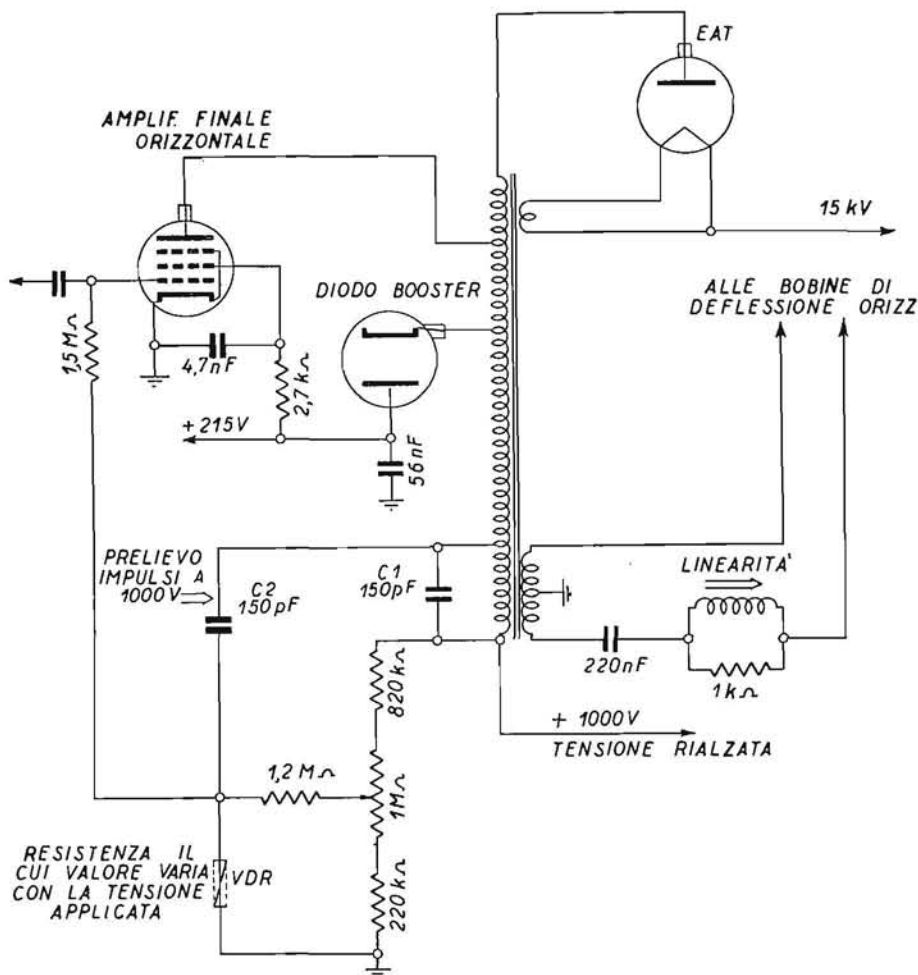 EAT
AMPLIF. FINALE
ORIZZONTALE
15 kV
ALLE BOBINE DI
DEFLESSIONE ORIZZ
DIODO BOOSTER
1,5 MΩ
4,7 nF
2,7 kΩ
+ 215 V
56 nF
PRELIEVO
IMPULSI A
1000 V
C2
150 pF
C1
150 pF
LINEARITA'
220 nF
1 kΩ
820 kΩ
+ 1000 V
TENSIONE RIALZATA
1,2 MΩ
1 MΩ
RESISTENZA IL
CUI VALORE VARIA
CON LA TENSIONE
APPLICATA
VDR
220 kΩ